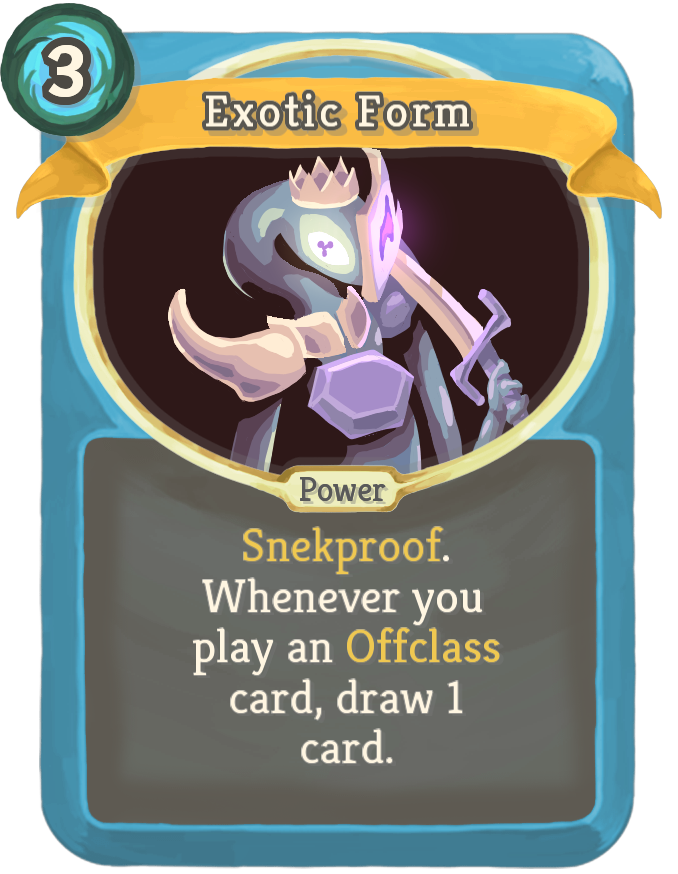 3
Exotic Form
Power
Snekproof.
Whenever you
play an Offclass
card, draw 1
card.